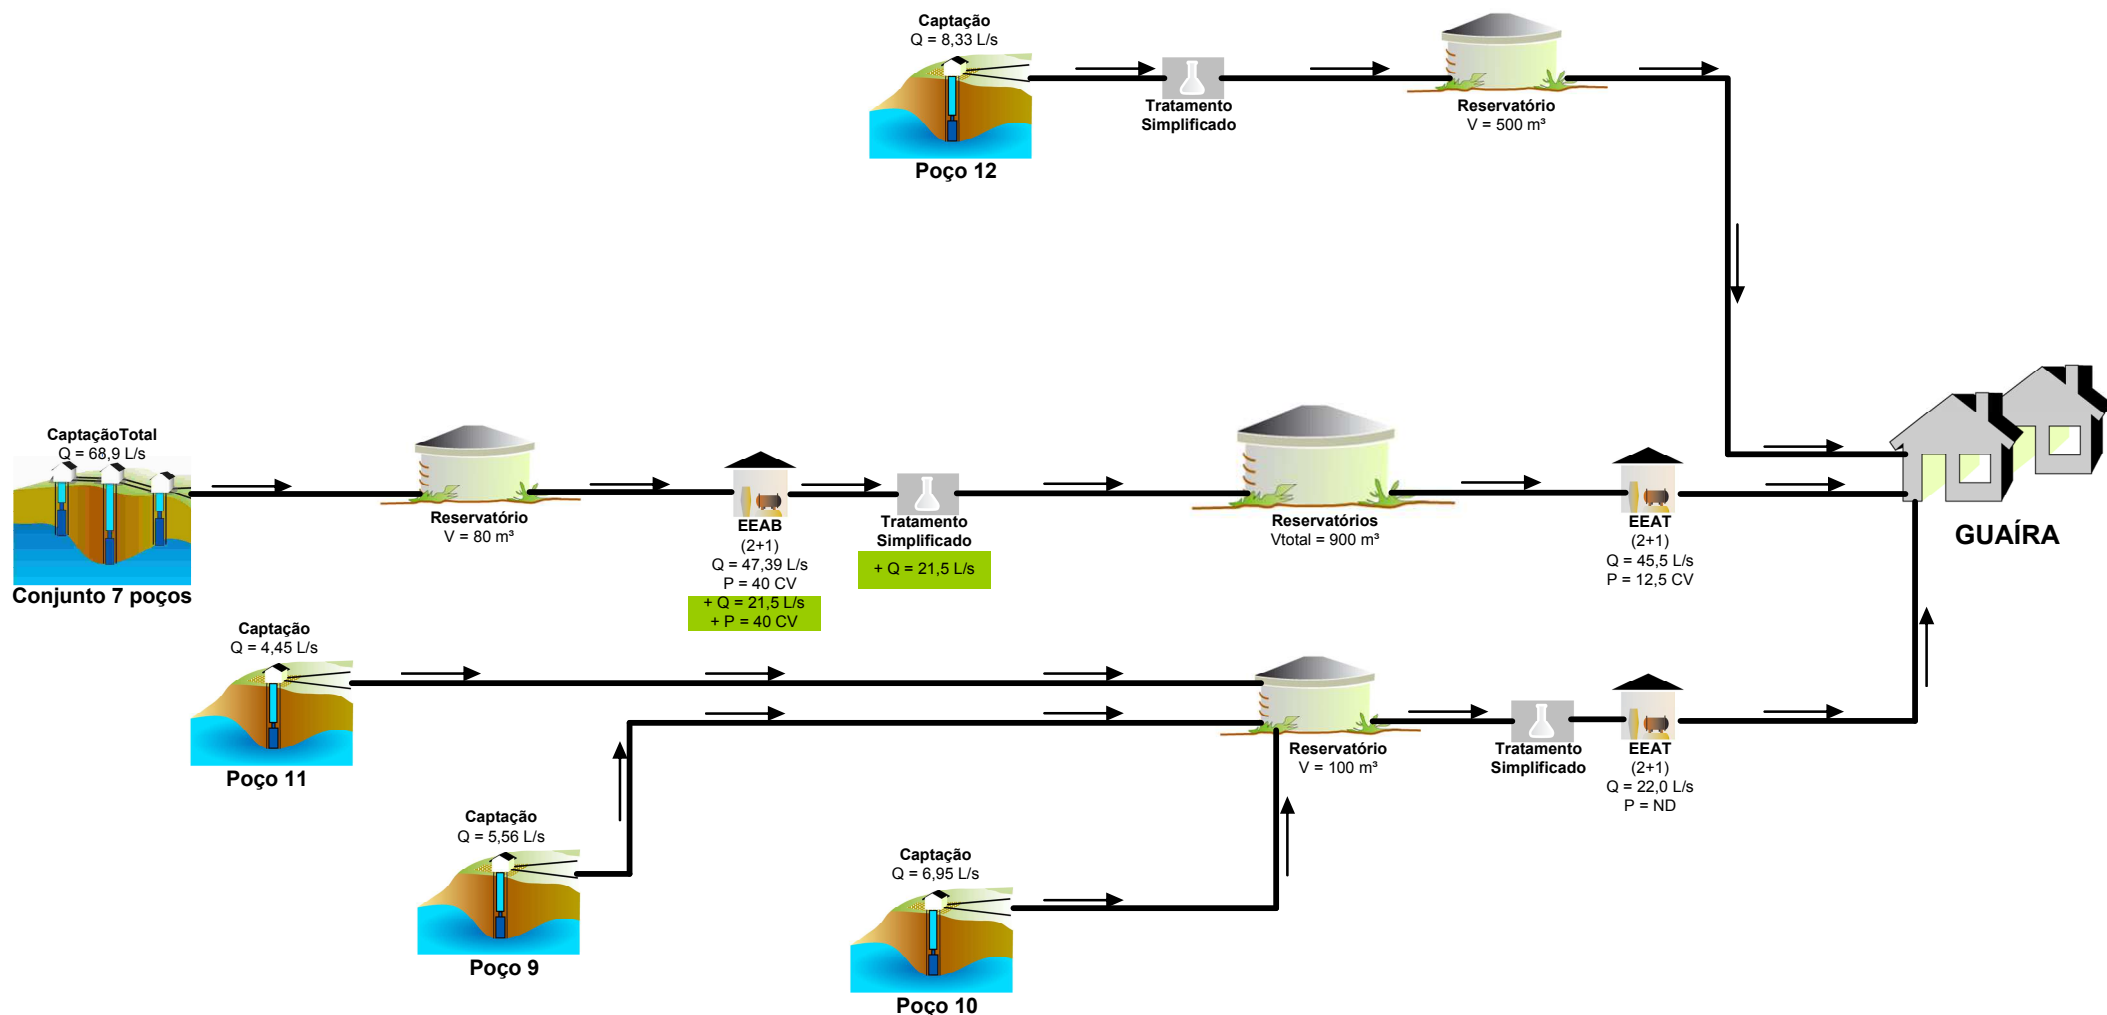 Captação
Q = 8,33 L/s
Tratamento
Simplificado
Reservatório
V = 500 m³
Poço 12
CaptaçãoTotal
Q = 68,9 L/s
Conjunto 7 poços
Reservatório
V = 80 m³
EEAB
(2+1)
Q = 47,39 L/s
P = 40 CV
+ Q = 21,5 L/s
+ P = 40 CV
Tratamento
Simplificado
+ Q = 21,5 L/s
Reservatórios
Vtotal = 900 m³
EEAT
(2+1)
Q = 45,5 L/s
P = 12,5 CV
GUAÍRA
Captação
Q = 4,45 L/s
Poço 11
Captação
Q = 5,56 L/s
Poço 9
Captação
Q = 6,95 L/s
Poço 10
Reservatório
V = 100 m³
Tratamento
Simplificado
EEAT
(2+1)
Q = 22,0 L/s
P = ND